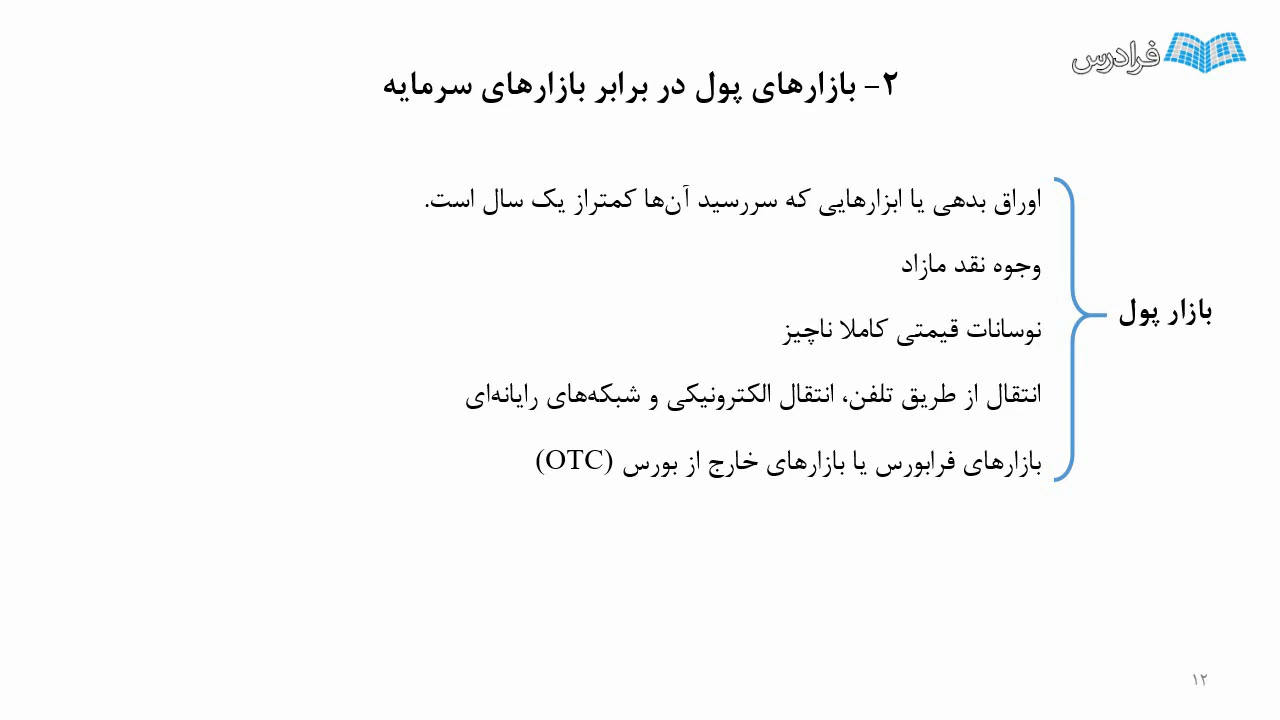 فرادرس
۲- بازارهای پول در برابر بازارهای سرمایه
بازار پول
اوراق بدهی یا ابزارهایی که سررسید آن‌ها کمتراز یک سال است.
وجوه نقد مازاد
نوسانات قیمتی کاملا ناچیز
انتقال از طریق تلفن، انتقال الکترونیکی و شبکه‌های رایانه‌ای
بازارهای فرابورس یا بازارهای خارج از بورس (OTC)
۱۲